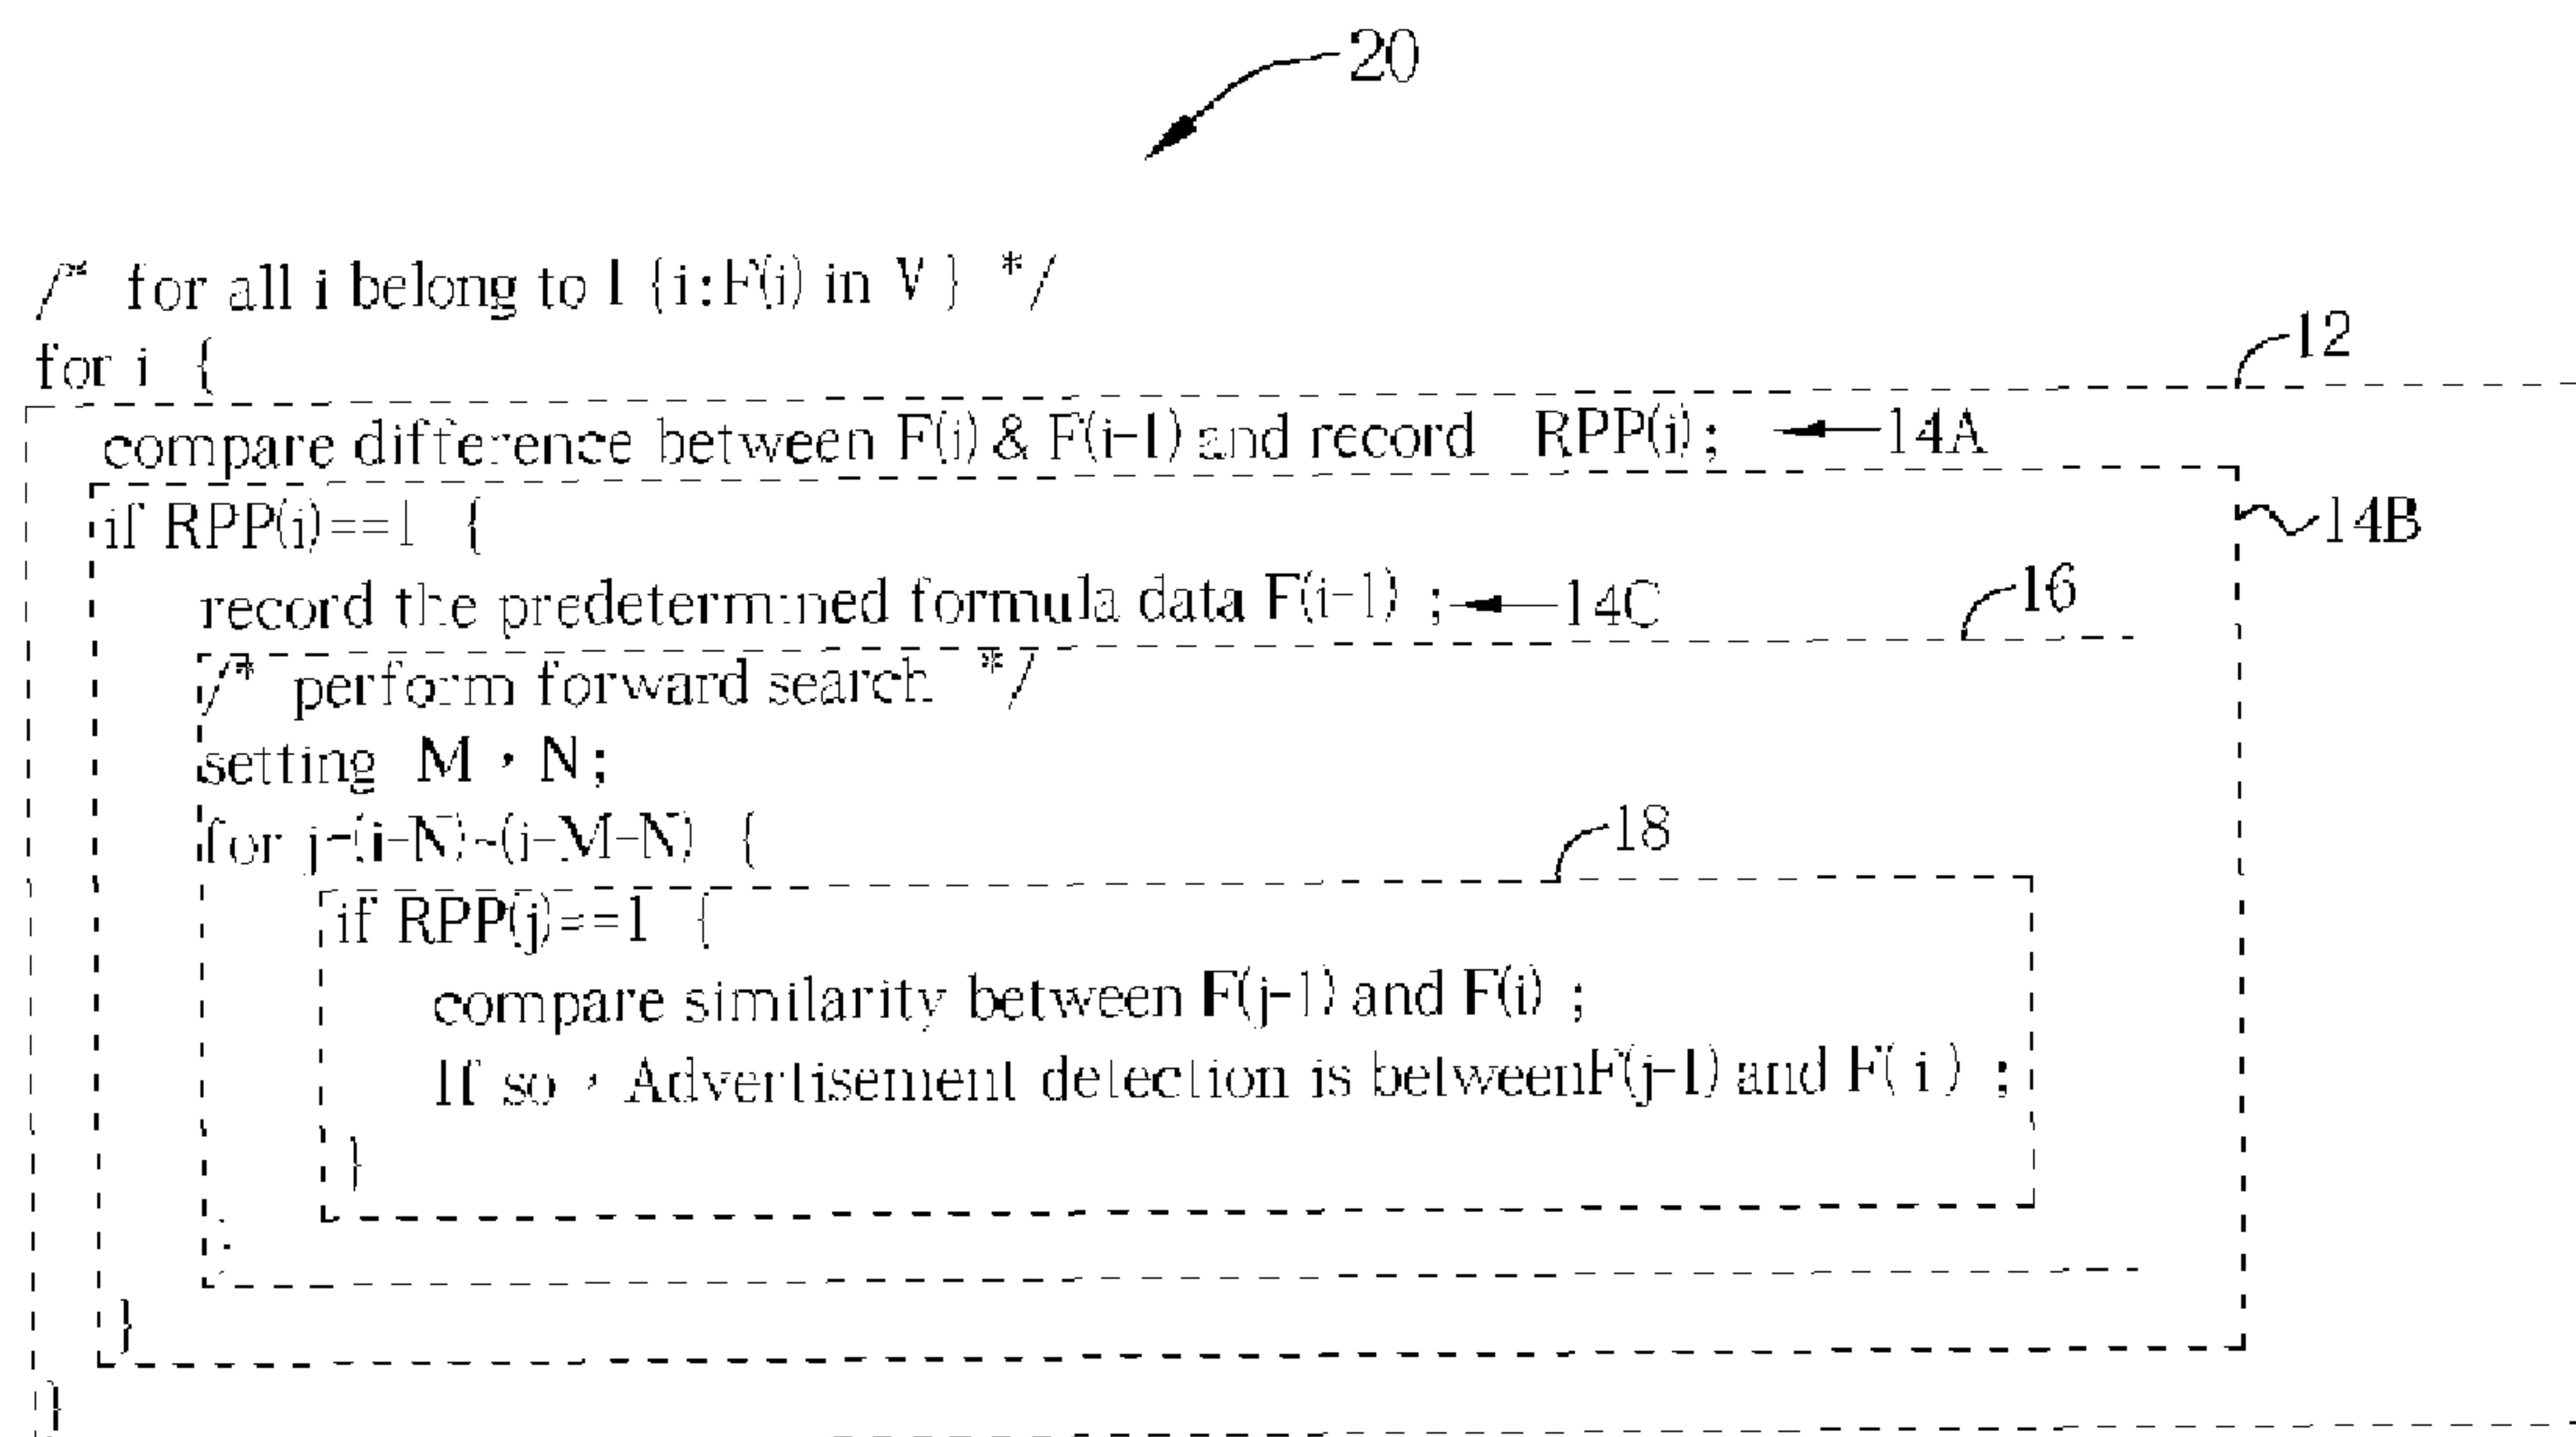 20
/* for all i belong to I {i:F(i) in V } */
for i {
12
compare difference between F(i) & F(i-1) and record RPP(i); 14A
if RPP(i)==1 {
14B
record the predetermined formula data F(i-1) ; 14C
16
/* perform forward search */
setting M , N;
for j=(i-N)~(i-M-N) {
18
if RPP(j)==1 {
compare similarity between F(j-1) and F(i) ;
If so , Advertisement detection is between F(j-1) and F( i ) ;
}
}
}
}